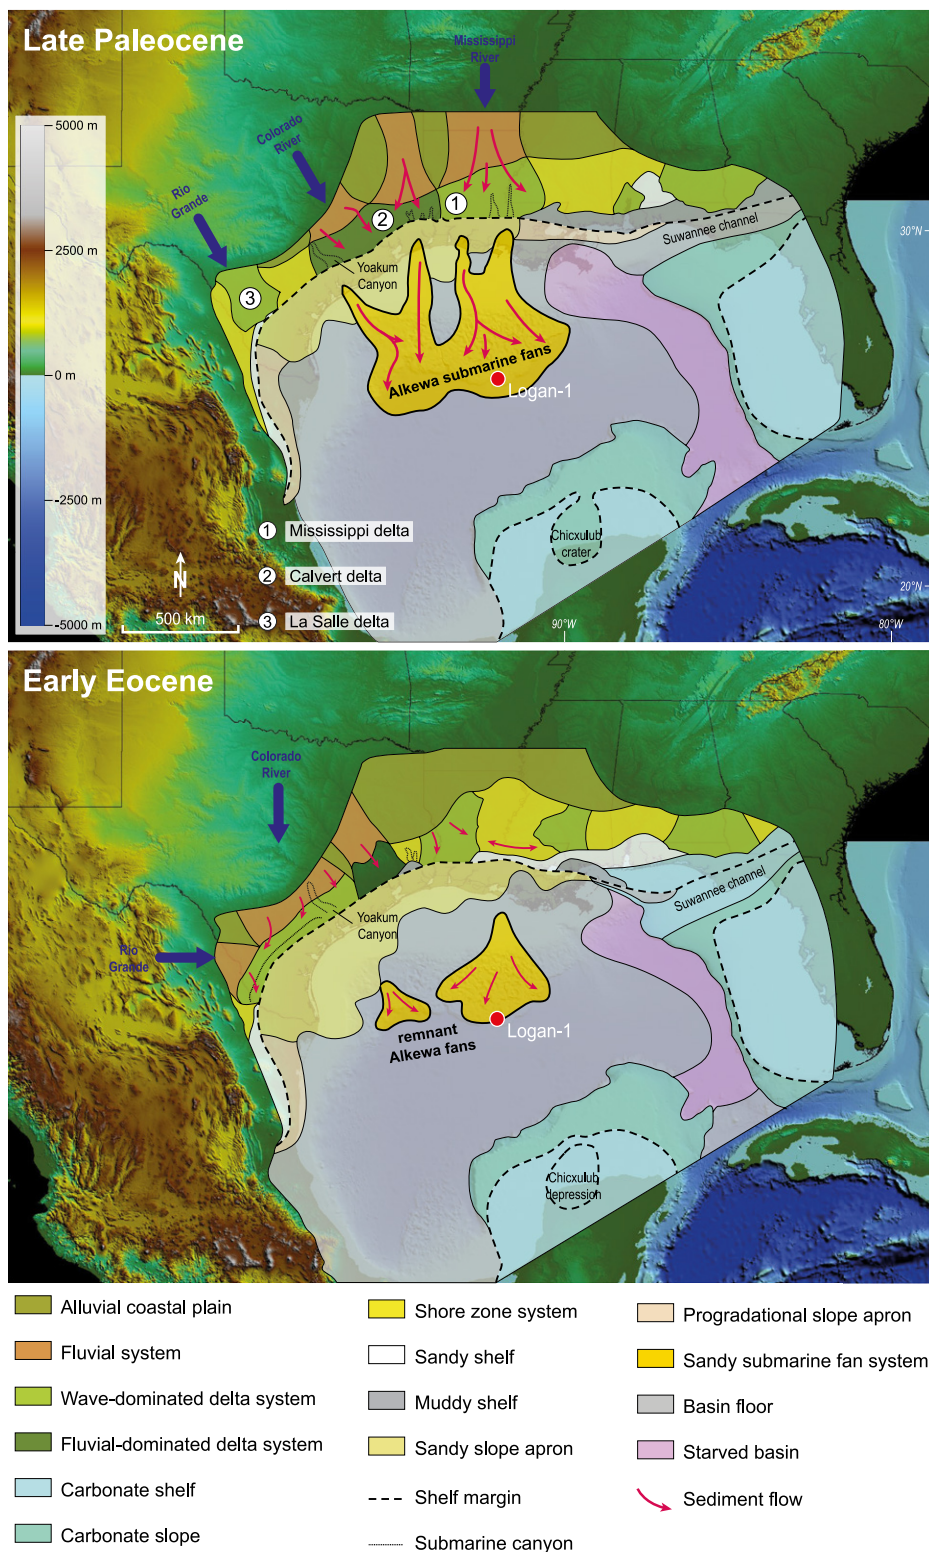 Late Paleocene
Mississippi
River
Colorado
River
Rio
Grande
5000 m
2500 m
0 m
-2500 m
-5000 m
1
2
3
Yoakum
Canyon
Suwannee channel
30°N
Alkewa submarine fans
Logan-1
Chicxulub
crater
1 Mississippi delta
2 Calvert delta
3 La Salle delta
N
500 km
20°N
90°W
80°W
Early Eocene
Colorado
River
Rio
Grande
Yoakum
Canyon
Suwannee channel
remnant
Alkewa fans
Logan-1
Chicxulub
depression
Alluvial coastal plain
Fluvial system
Wave-dominated delta system
Fluvial-dominated delta system
Carbonate shelf
Carbonate slope
Shore zone system
Sandy shelf
Muddy shelf
Sandy slope apron
Shelf margin
Submarine canyon
Progradational slope apron
Sandy submarine fan system
Basin floor
Starved basin
Sediment flow